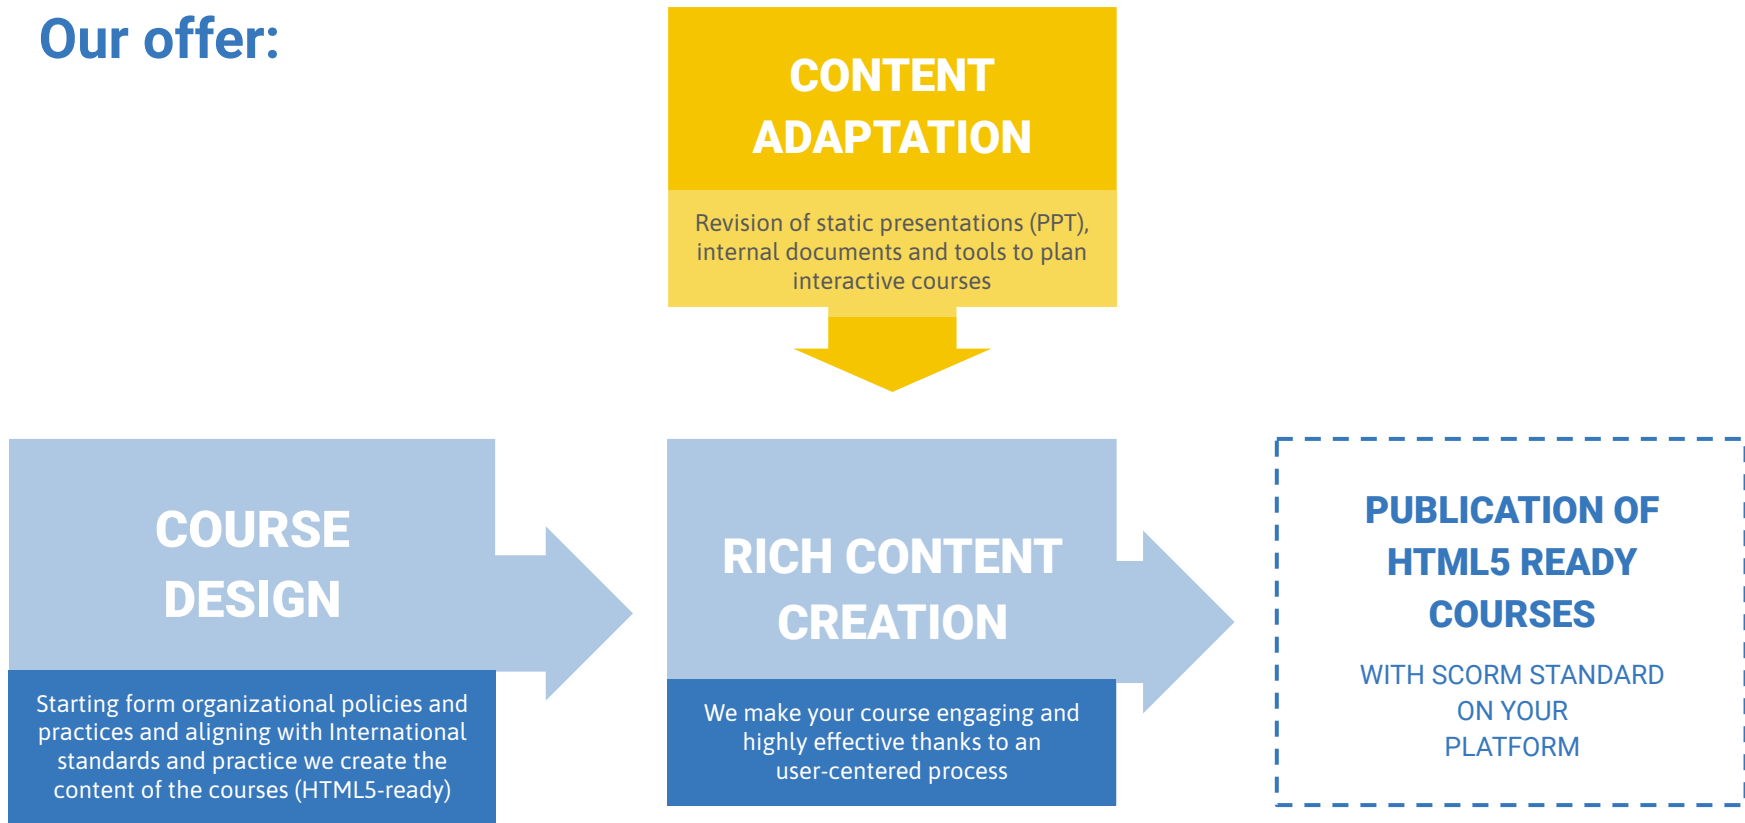 Our offer:
CONTENT
ADAPTATION
Revision of static presentations (PPT),
internal documents and tools to plan
interactive courses
COURSE
DESIGN
Starting form organizational policies and
practices and aligning with International
standards and practice we create the
content of the courses (HTML5-ready)
RICH CONTENT
CREATION
We make your course engaging and
highly effective thanks to an
user-centered process
PUBLICATION OF
HTML5 READY
COURSES
WITH SCORM STANDARD
ON YOUR
PLATFORM